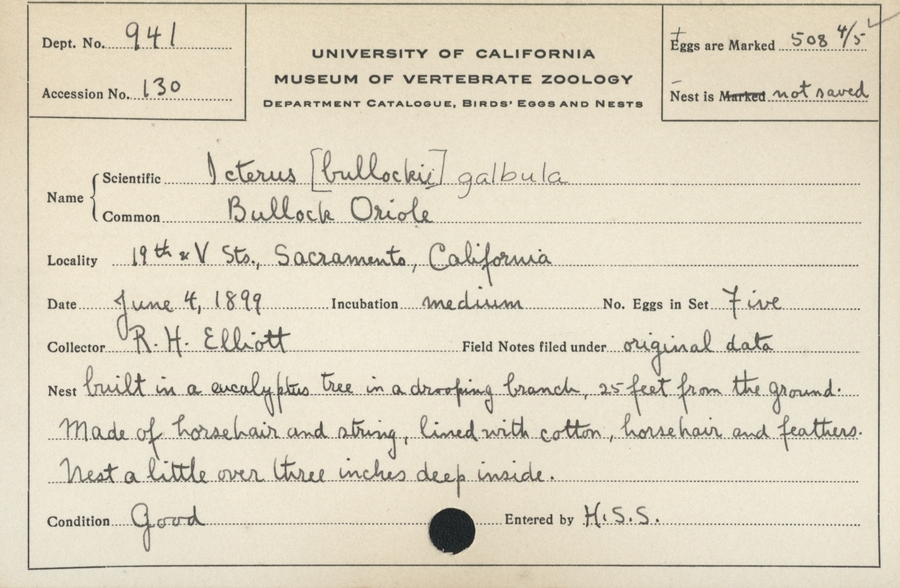 Dept. No. 941
Accession No. 130
UNIVERSITY OF CALIFORNIA
MUSEUM OF VERTEBRATE ZOOLOGY
DEPARTMENT CATALOGUE, BIRDS' EGGS AND NESTS
Eggs are Marked 508 4/5
Nest is Marked not saved
Name
Scientific Icterus [bullockii] galbula
Common Bullock Oriole
Locality 19th & V Sts., Sacramento, California
Date June 4, 1899 Incubation medium No. Eggs in Set Five
Collector R. H. Elliott Field Notes filed under original data
Nest built in a eucalyptus tree in a drooping branch, 25 feet from the ground.
Made of horsehair and string, lined with cotton, horsehair and feathers.
Nest a little over three inches deep inside.
Condition Good Entered by H.S.S.